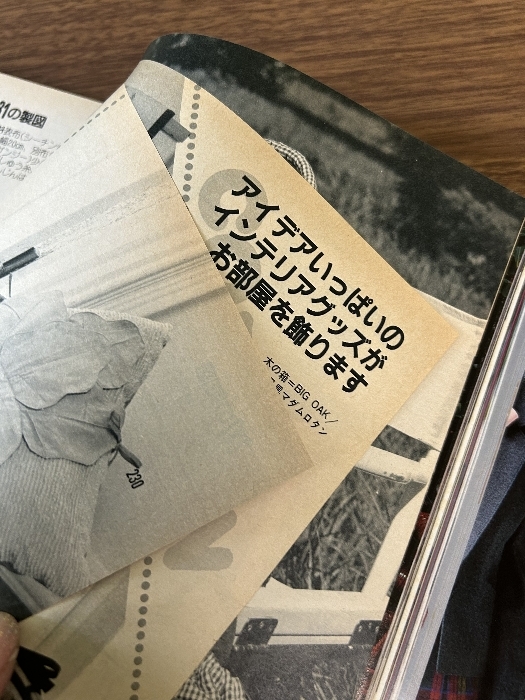 31の製図
アイデアいっぱいの
インテリアグッズが
お部屋を飾ります
木の箱=BIG OAK/
マダムロタン
230